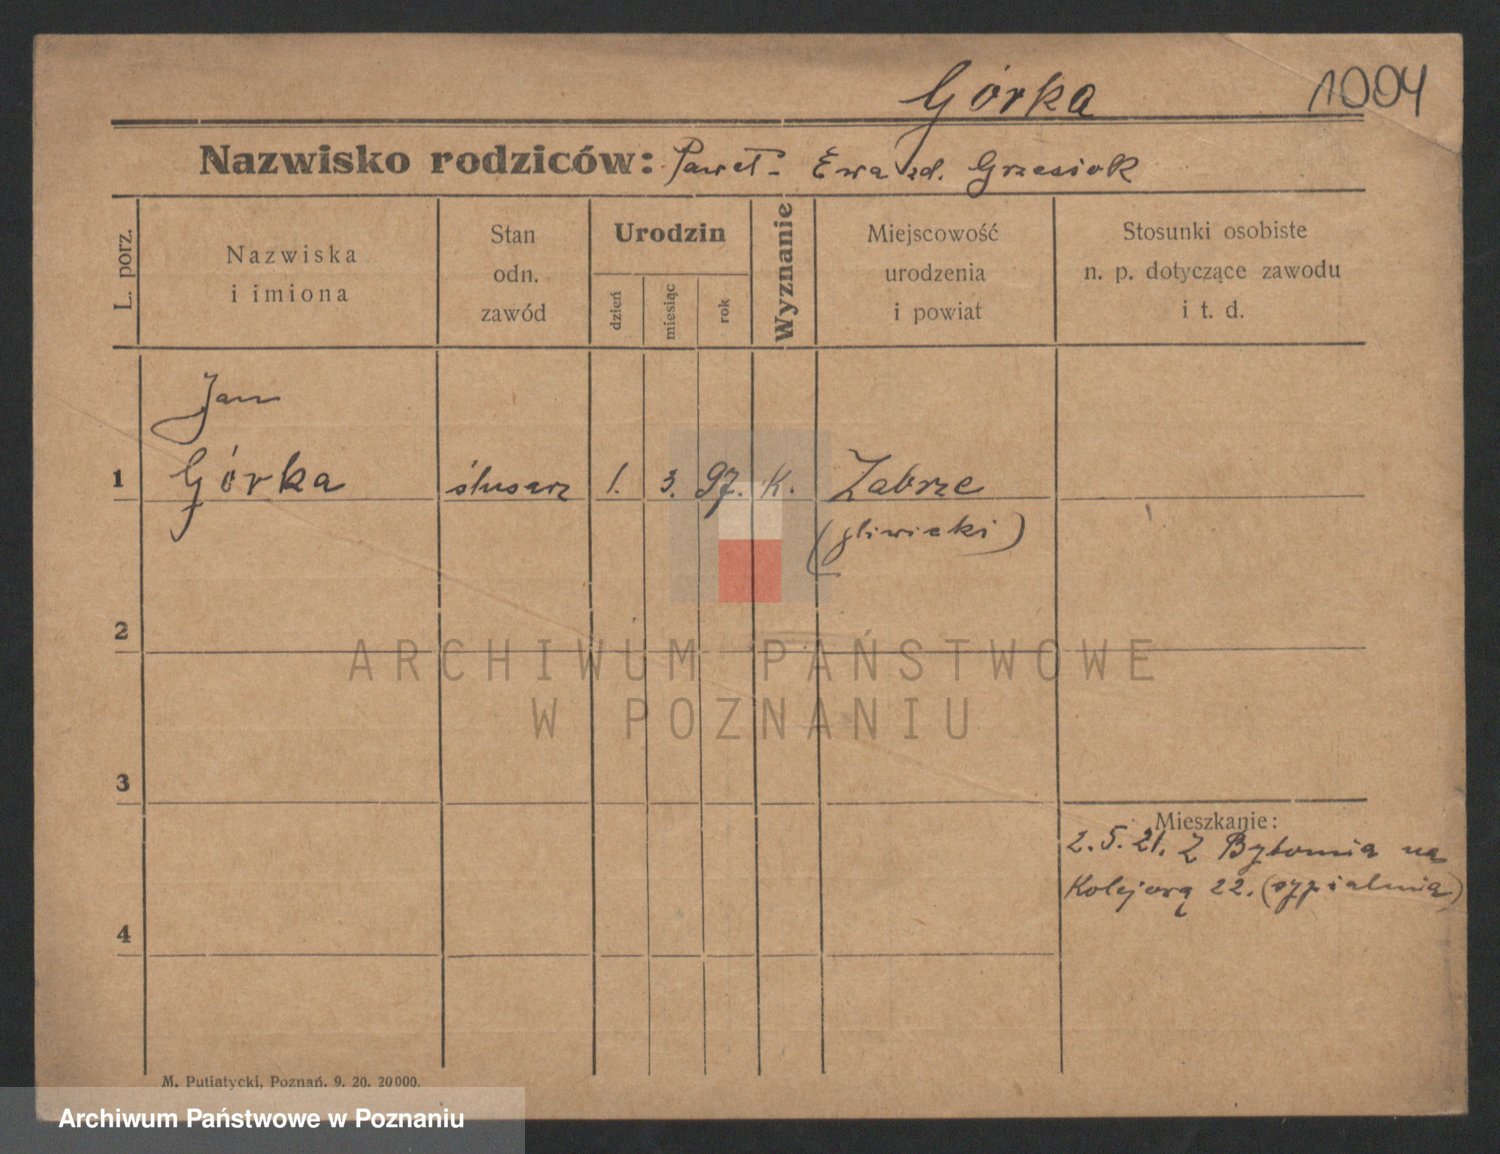 Górka 1004
Nazwisko rodziców: Paweł - Ewa zd. Grzesiok
L. porz.
Nazwiska
i imiona
Stan
odn.
zawód
Urodzin
dzień
miesiąc
rok
Wyznanie
Miejscowość
urodzenia
i powiat
Stosunki osobiste
n. p. dotyczące zawodu
i t. d.
Jan
1 Górka ślusarz 1. 3. 97. K. Zabrze
(gliwicki)
2
3
4
Mieszkanie:
2.5.21. Z Bytomia na
Kolejową 22. (sypialnia)
M. Putiatycki, Poznań. 9. 20. 20000.
ARCHIWUM PAŃSTWOWE
W POZNANIU
Archiwum Państwowe w Poznaniu